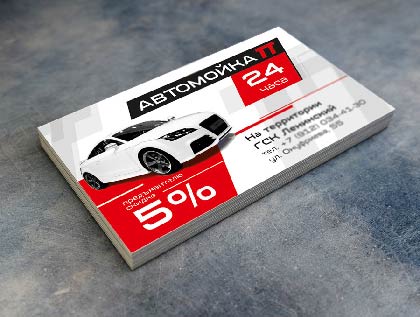 АВТОМОЙКА ТТ
24
часа
На территории
ГСК Ленинский
тел. +7 (912) 034-41-30
ул. Онуфриева, 55
предъявителю
скидка
5%